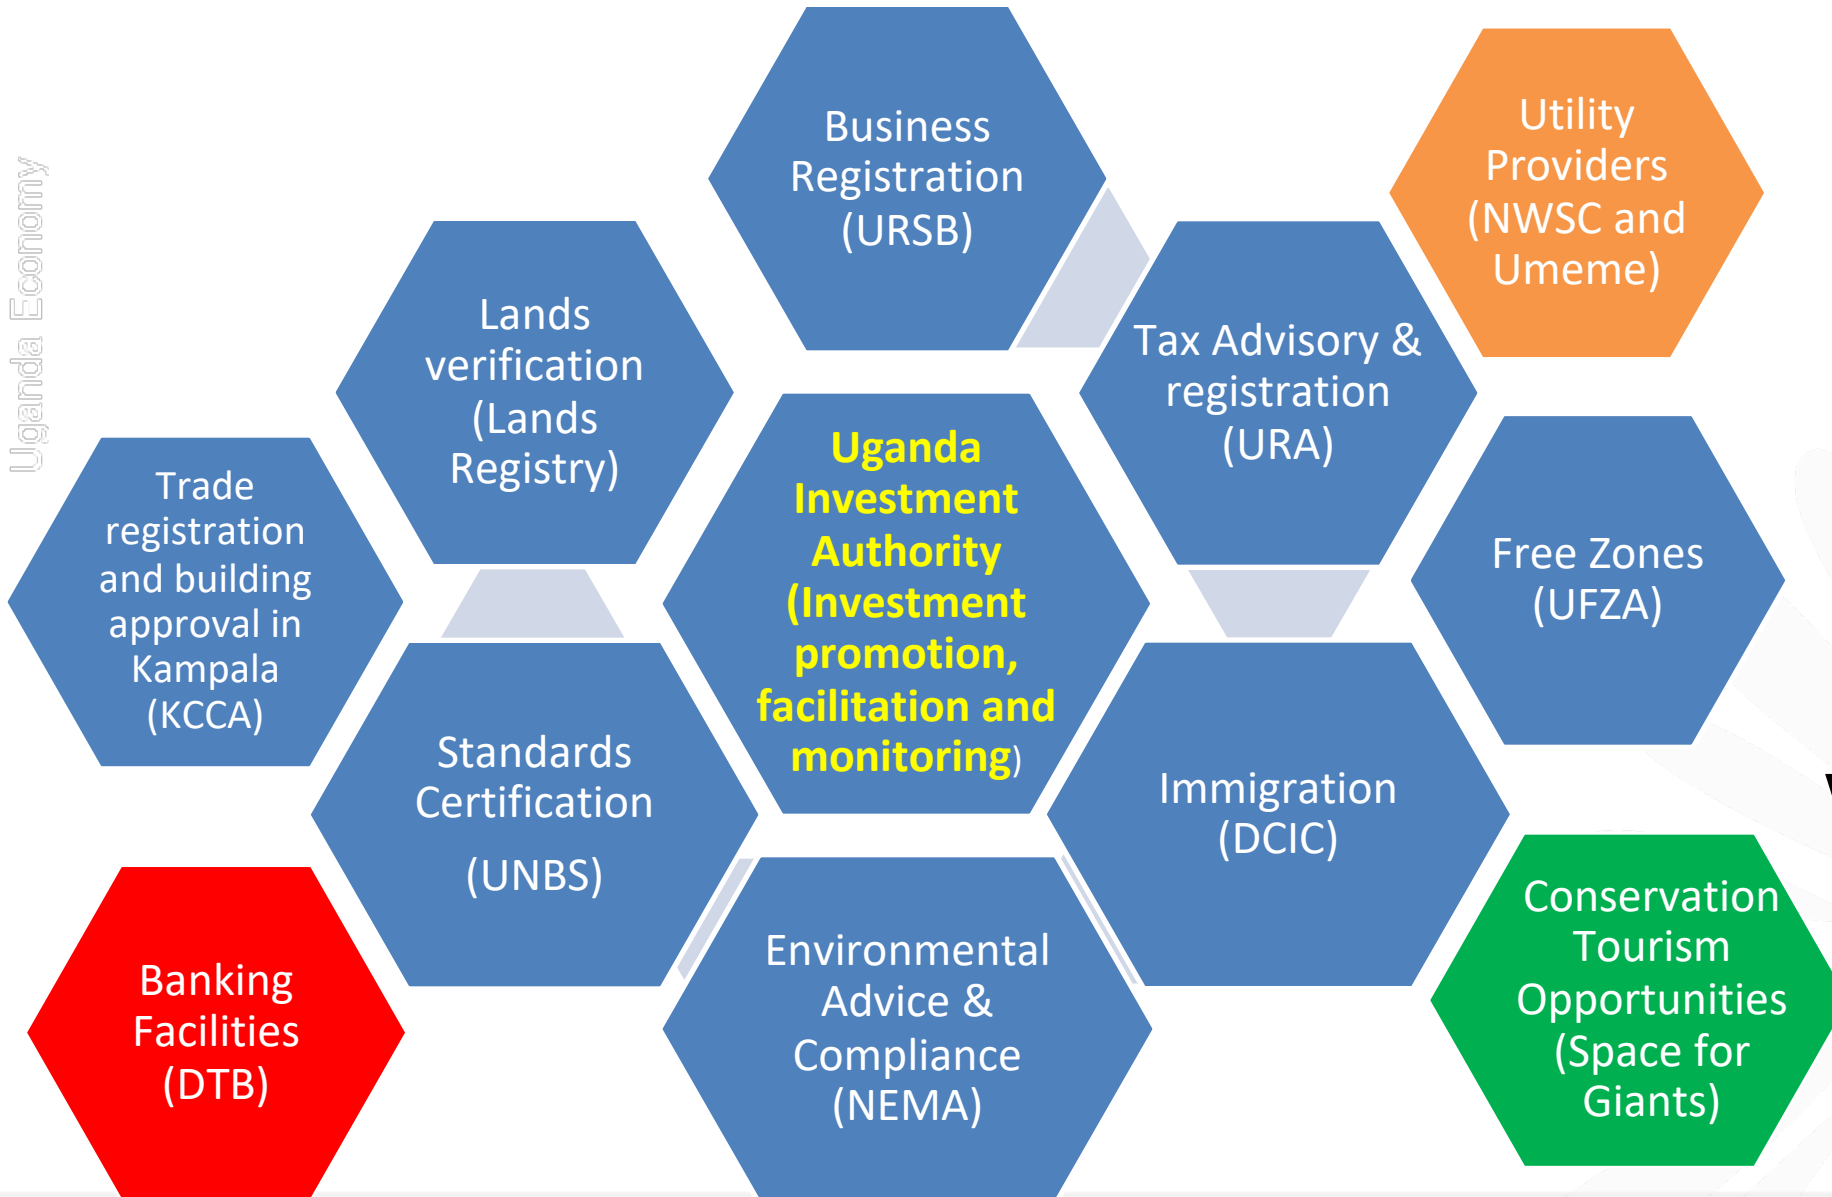 Uganda Economy
Business
Registration
(URSB)
Utility
Providers
(NWSC and
Umeme)
Lands
verification
(Lands
Registry)
Tax Advisory &
registration
(URA)
Trade
registration
and building
approval in
Kampala
(KCCA)
Uganda
Investment
Authority
(Investment
promotion,
facilitation and
monitoring)
Free Zones
(UFZA)
Standards
Certification
(UNBS)
Immigration
(DCIC)
Banking
Facilities
(DTB)
Environmental
Advice &
Compliance
(NEMA)
Conservation
Tourism
Opportunities
(Space for
Giants)